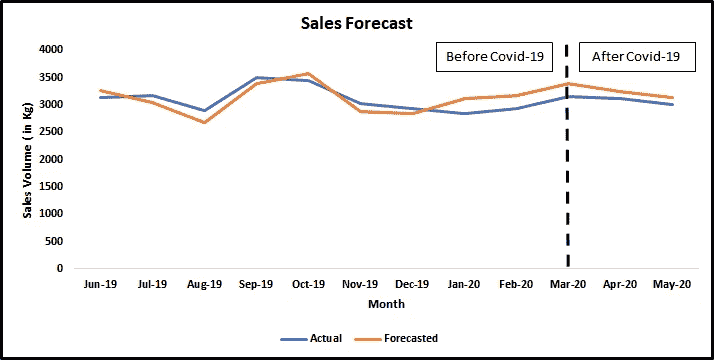 Sales Forecast
Before Covid-19
After Covid-19
Sales Volume ( in Kg)
4000
3500
3000
2500
2000
1500
1000
500
0
Jun-19 Jul-19 Aug-19 Sep-19 Oct-19 Nov-19 Dec-19 Jan-20 Feb-20 Mar-20 Apr-20 May-20
Month
Actual Forecasted